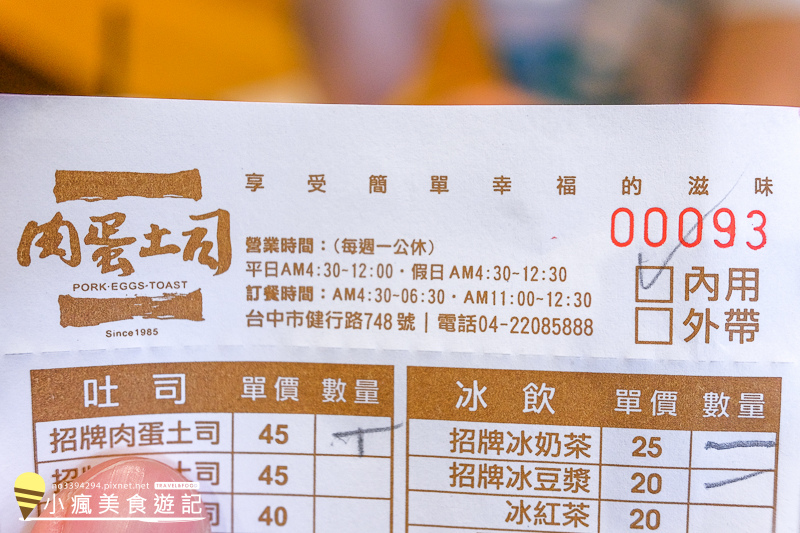 享受簡單幸福的滋味
肉蛋土司
PORK·EGGS·TOAST
Since1985
00093
營業時間：(每週一公休)
平日AM4:30-12:00·假日AM4:30~12:30
訂餐時間：AM4:30~06:30·AM11:00~12:30
台中市健行路748號｜電話04-22085888
內用
外帶
吐司 單價 數量
招牌肉蛋土司 45
45
40
冰飲 單價 數量
招牌冰奶茶 25
招牌冰豆漿 20
冰紅茶 20
no3394294.pixnet.net TRAVEL&FOOD
小瘋美食遊記